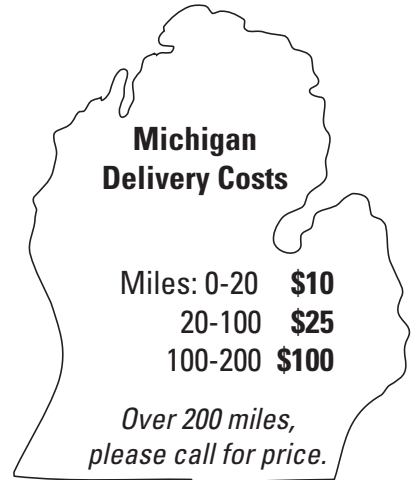 Michigan
Delivery Costs
Miles: 0-20 $10
20-100 $25
100-200 $100
Over 200 miles,
please call for price.